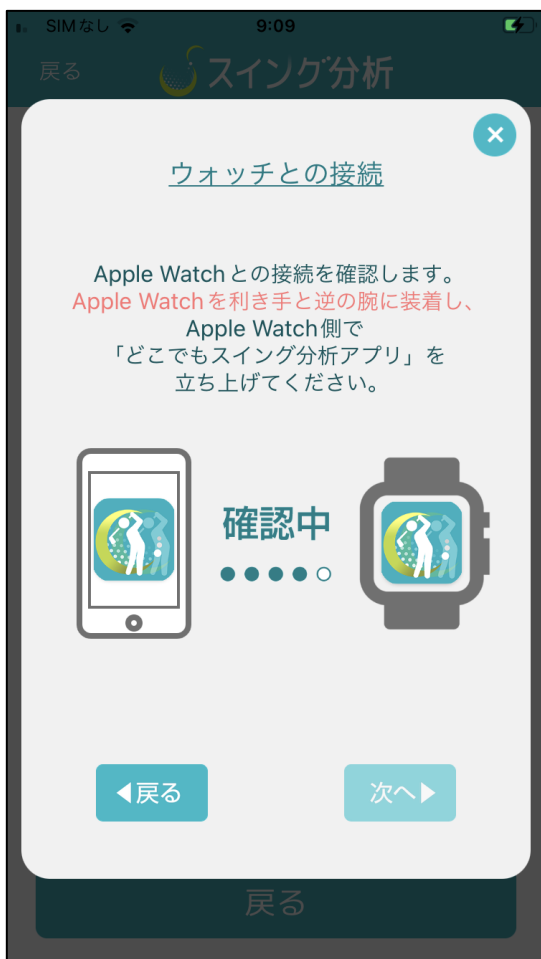 SIMなし 9:09
戻る スイング分析
×
ウォッチとの接続
Apple Watchとの接続を確認します。
Apple Watchを利き手と逆の腕に装着し、
Apple Watch側で
「どこでもスイング分析アプリ」を
立ち上げてください。
確認中
◀戻る 次へ▶
戻る